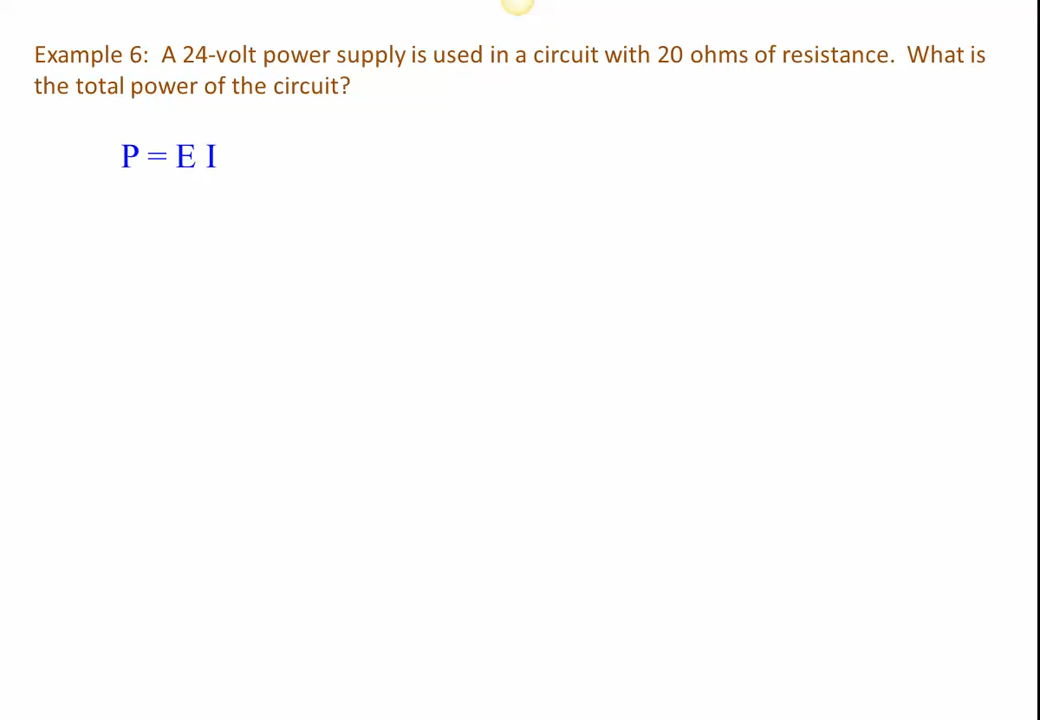 Example 6:  A 24-volt power supply is used in a circuit with 20 ohms of resistance.  What is
the total power of the circuit?
P = E I